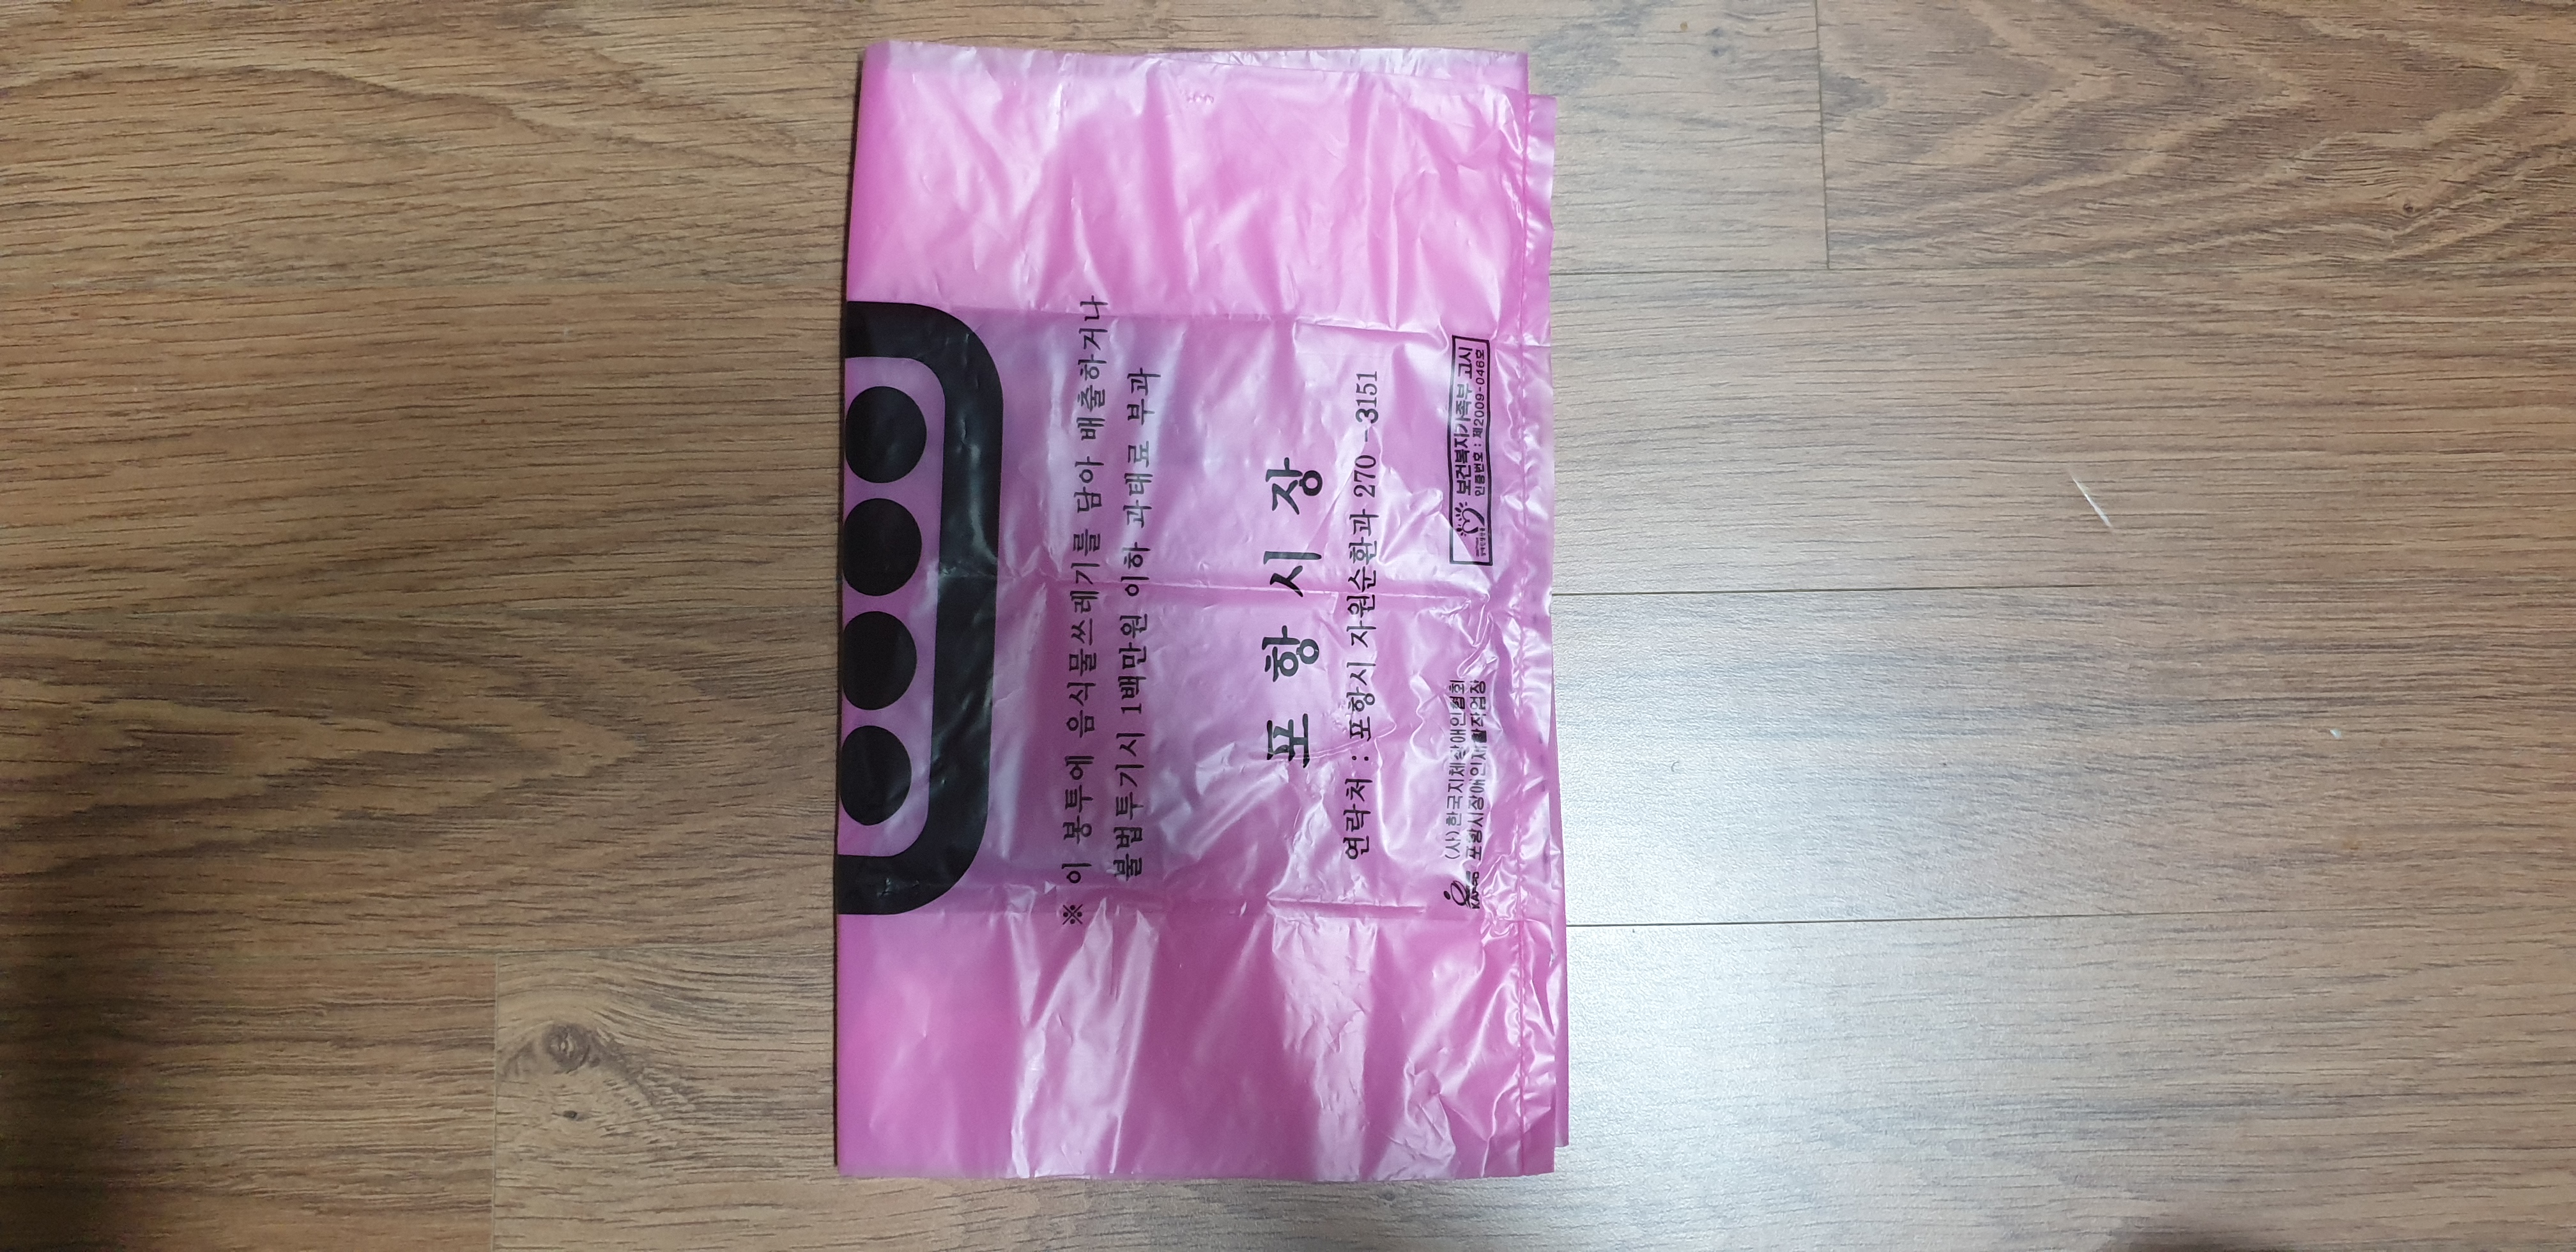 ※ 이 봉투에 음식물쓰레기를 담아 배출하거나
불법투기시 1백만원 이하 과태료 부과
포 항 시 장
연락처 : 포항시 자원순환과 270-3151
(사)한국지체장애인협회
포항시장애인재활작업장
보건복지가족부 고시
인증번호 : 제2009-046호